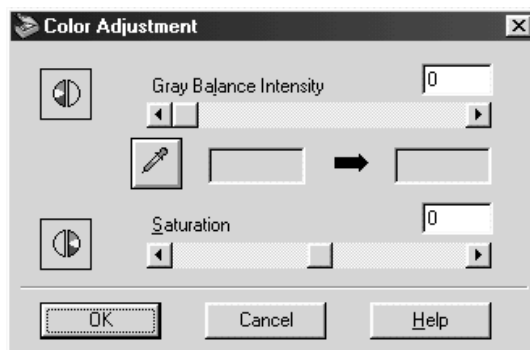 Color Adjustment
Gray Balance Intensity
0
Saturation
0
OK
Cancel
Help